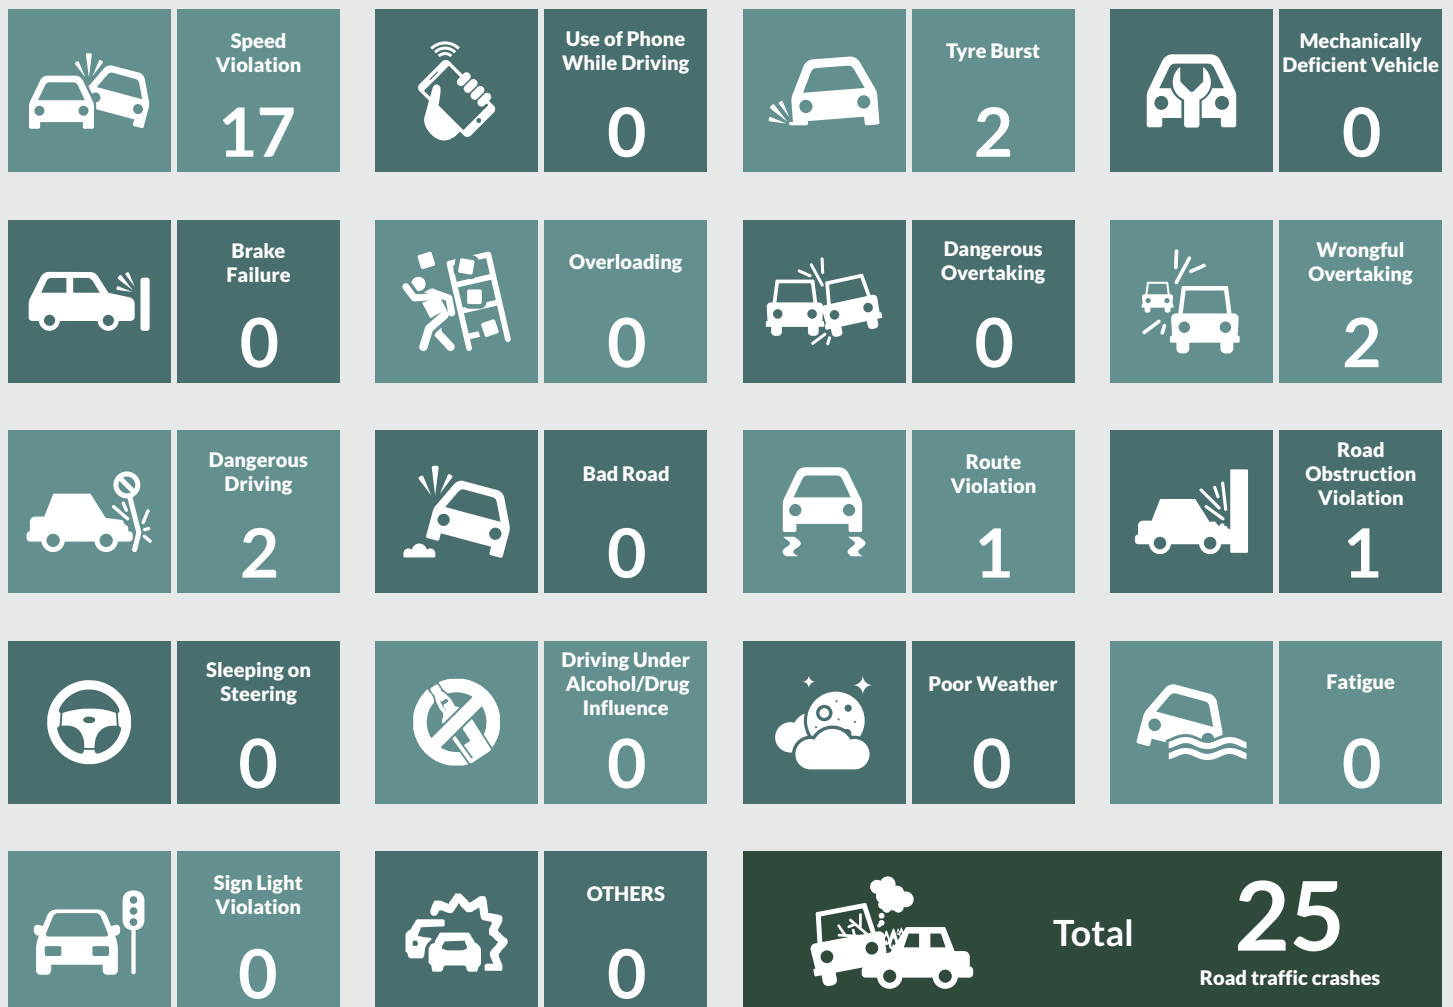 Speed
Violation
17
Use of Phone
While Driving
0
Tyre Burst
2
Mechanically
Deficient Vehicle
0
Brake
Failure
0
Overloading
0
Dangerous
Overtaking
0
Wrongful
Overtaking
2
Dangerous
Driving
2
Bad Road
0
Route
Violation
1
Road
Obstruction
Violation
1
Sleeping on
Steering
0
Driving Under
Alcohol/Drug
Influence
0
Poor Weather
0
Fatigue
0
Sign Light
Violation
0
OTHERS
0
Total
25
Road traffic crashes